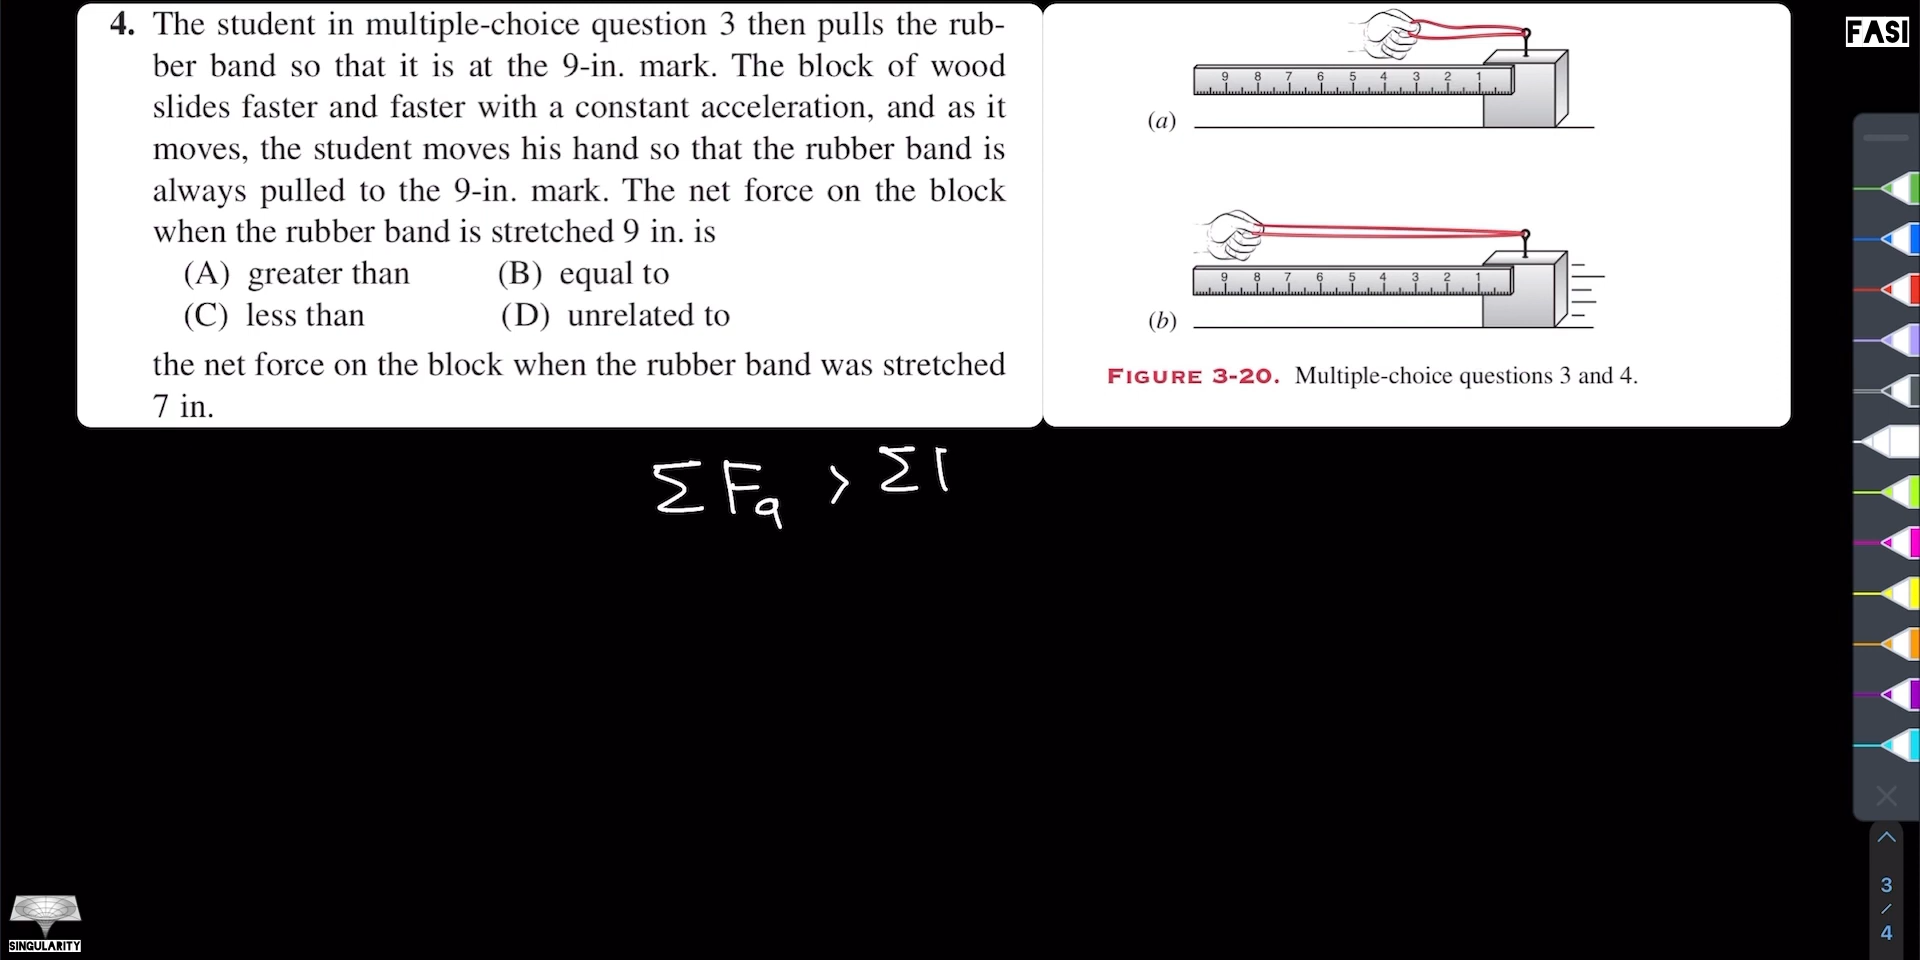 4. The student in multiple-choice question 3 then pulls the rub-
ber band so that it is at the 9-in. mark. The block of wood
slides faster and faster with a constant acceleration, and as it
moves, the student moves his hand so that the rubber band is
always pulled to the 9-in. mark. The net force on the block
when the rubber band is stretched 9 in. is
(A) greater than (B) equal to
(C) less than (D) unrelated to
the net force on the block when the rubber band was stretched
7 in.
9 8 7 6 5 4 3 2 1
(a)
9 8 7 6 5 4 3 2 1
(b)
FIGURE 3-20. Multiple-choice questions 3 and 4.
FASI
ΣF₉ > Σ
3
/
4
SINGULARITY